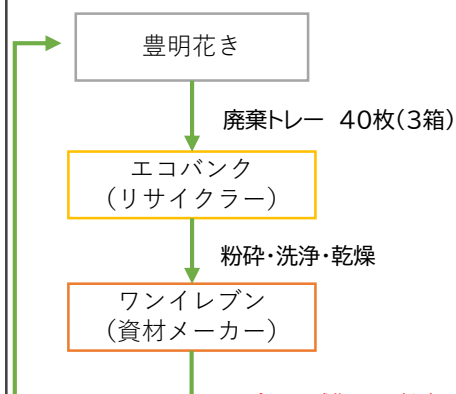 豊明花き
廃棄トレー 40枚(3箱)
エコバンク
(リサイクラー)
粉砕・洗浄・乾燥
ワンイレブン
(資材メーカー)